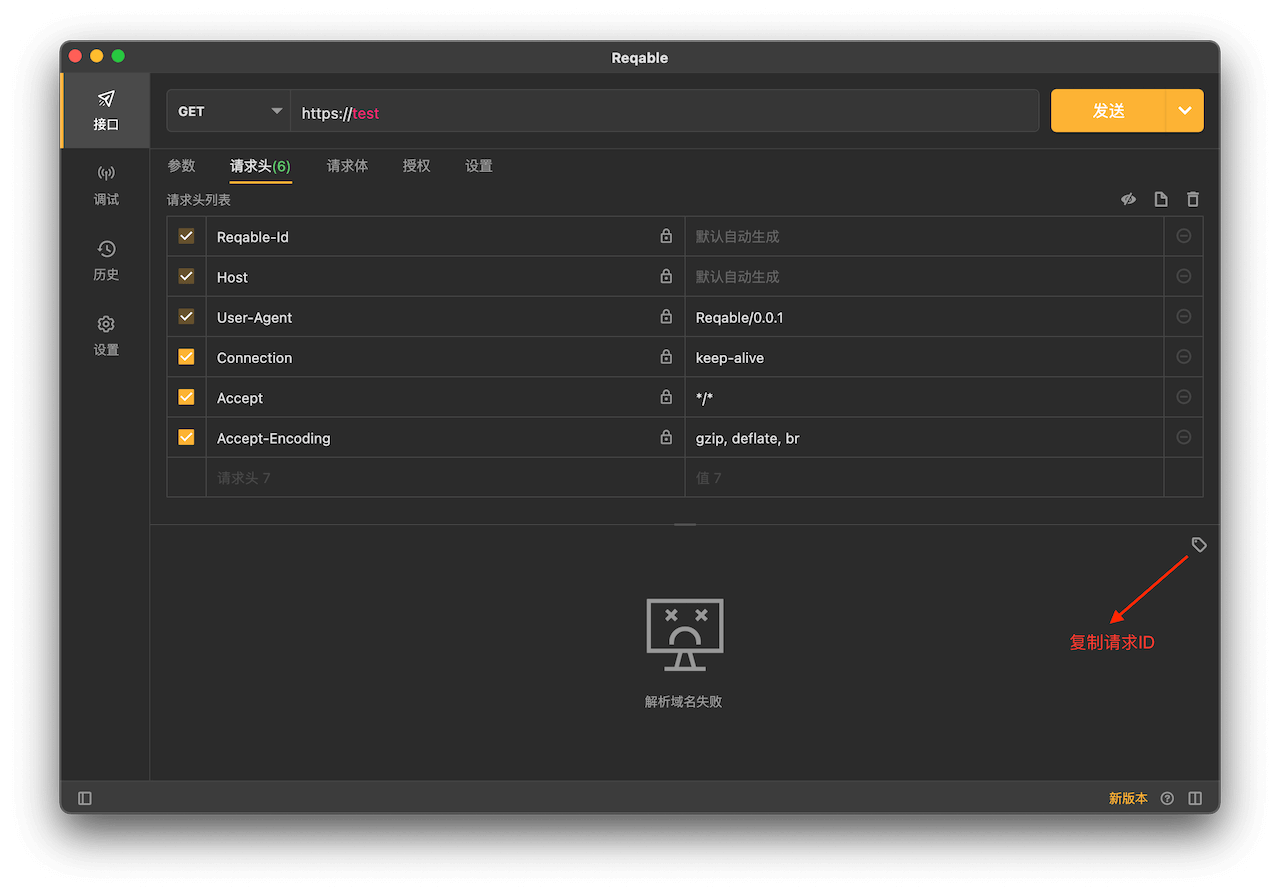 Reqable
接口
调试
历史
设置
GET
https://test
发送
参数
请求头(6)
请求体
授权
设置
请求头列表
Reqable-Id
默认自动生成
Host
默认自动生成
User-Agent
Reqable/0.0.1
Connection
keep-alive
Accept
*/*
Accept-Encoding
gzip, deflate, br
请求头 7
值 7
复制请求ID
解析域名失败
新版本